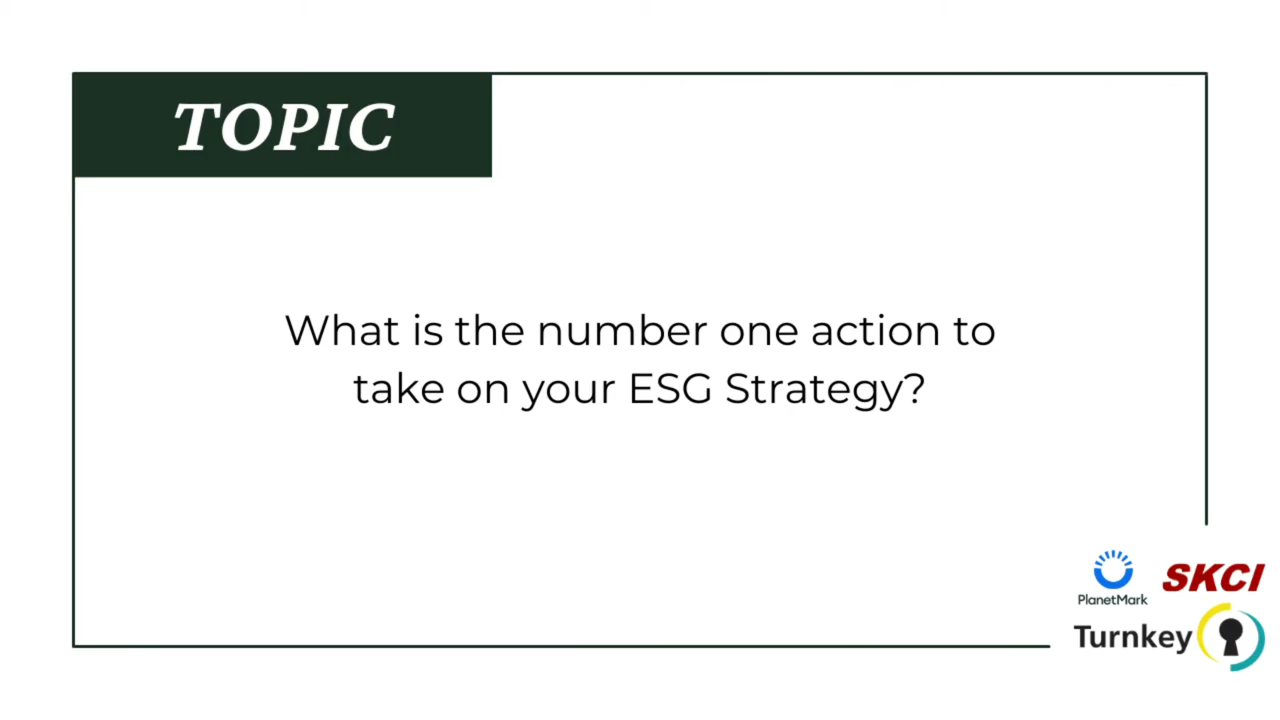 TOPIC
What is the number one action to
take on your ESG Strategy?
PlanetMark
SKCI
Turnkey